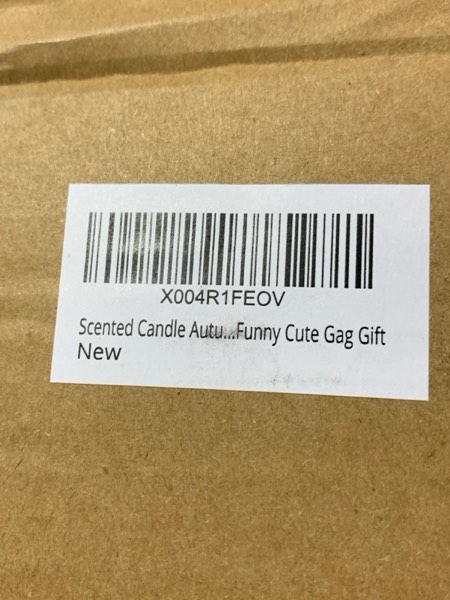 X004R1FEOV
Scented Candle Autu...Funny Cute Gag Gift
New